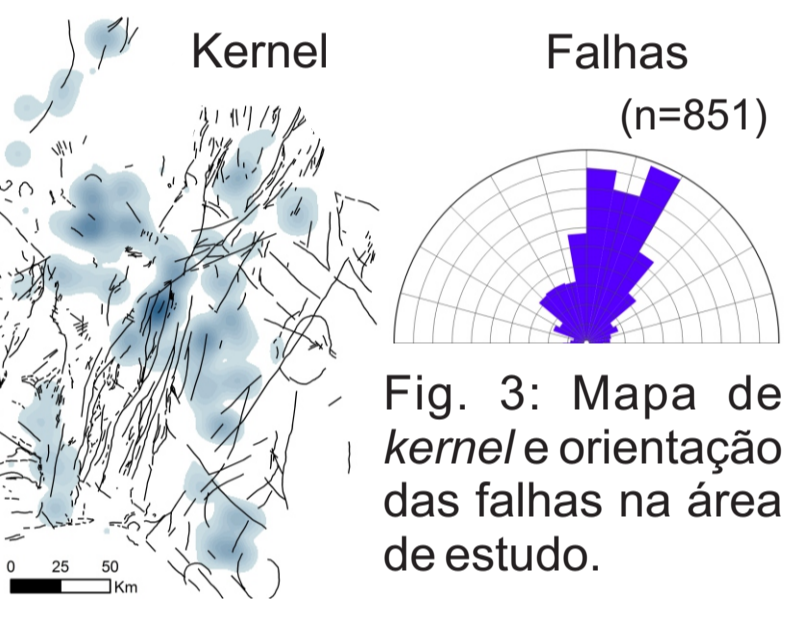 Kernel
Falhas
(n=851)
Fig. 3: Mapa de
kernel e orientação
das falhas na área
de estudo.
0 25 50
Km